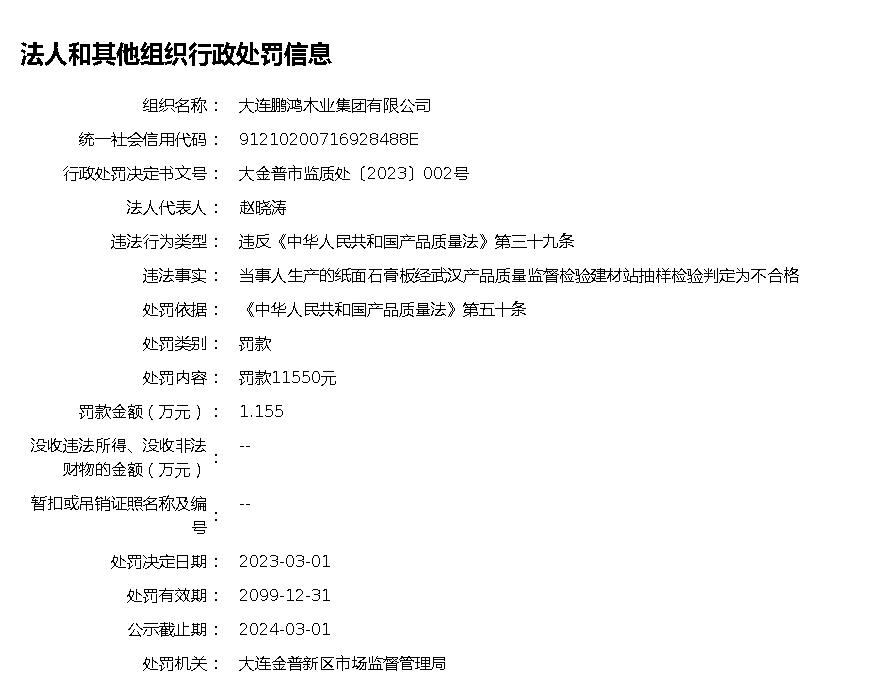 法人和其他组织行政处罚信息
组织名称： 大连鹏鸿木业集团有限公司
统一社会信用代码： 91210200716928488E
行政处罚决定书文号： 大金普市监质处〔2023〕002号
法人代表人： 赵晓涛
违法行为类型： 违反《中华人民共和国产品质量法》第三十九条
违法事实： 当事人生产的纸面石膏板经武汉产品质量监督检验建材站抽样检验判定为不合格
处罚依据： 《中华人民共和国产品质量法》第五十条
处罚类别： 罚款
处罚内容： 罚款11550元
罚款金额（万元）： 1.155
没收违法所得、没收非法 --
财物的金额（万元）：
暂扣或吊销证照名称及编 --
号：
处罚决定日期： 2023-03-01
处罚有效期： 2099-12-31
公示截止期： 2024-03-01
处罚机关： 大连金普新区市场监督管理局